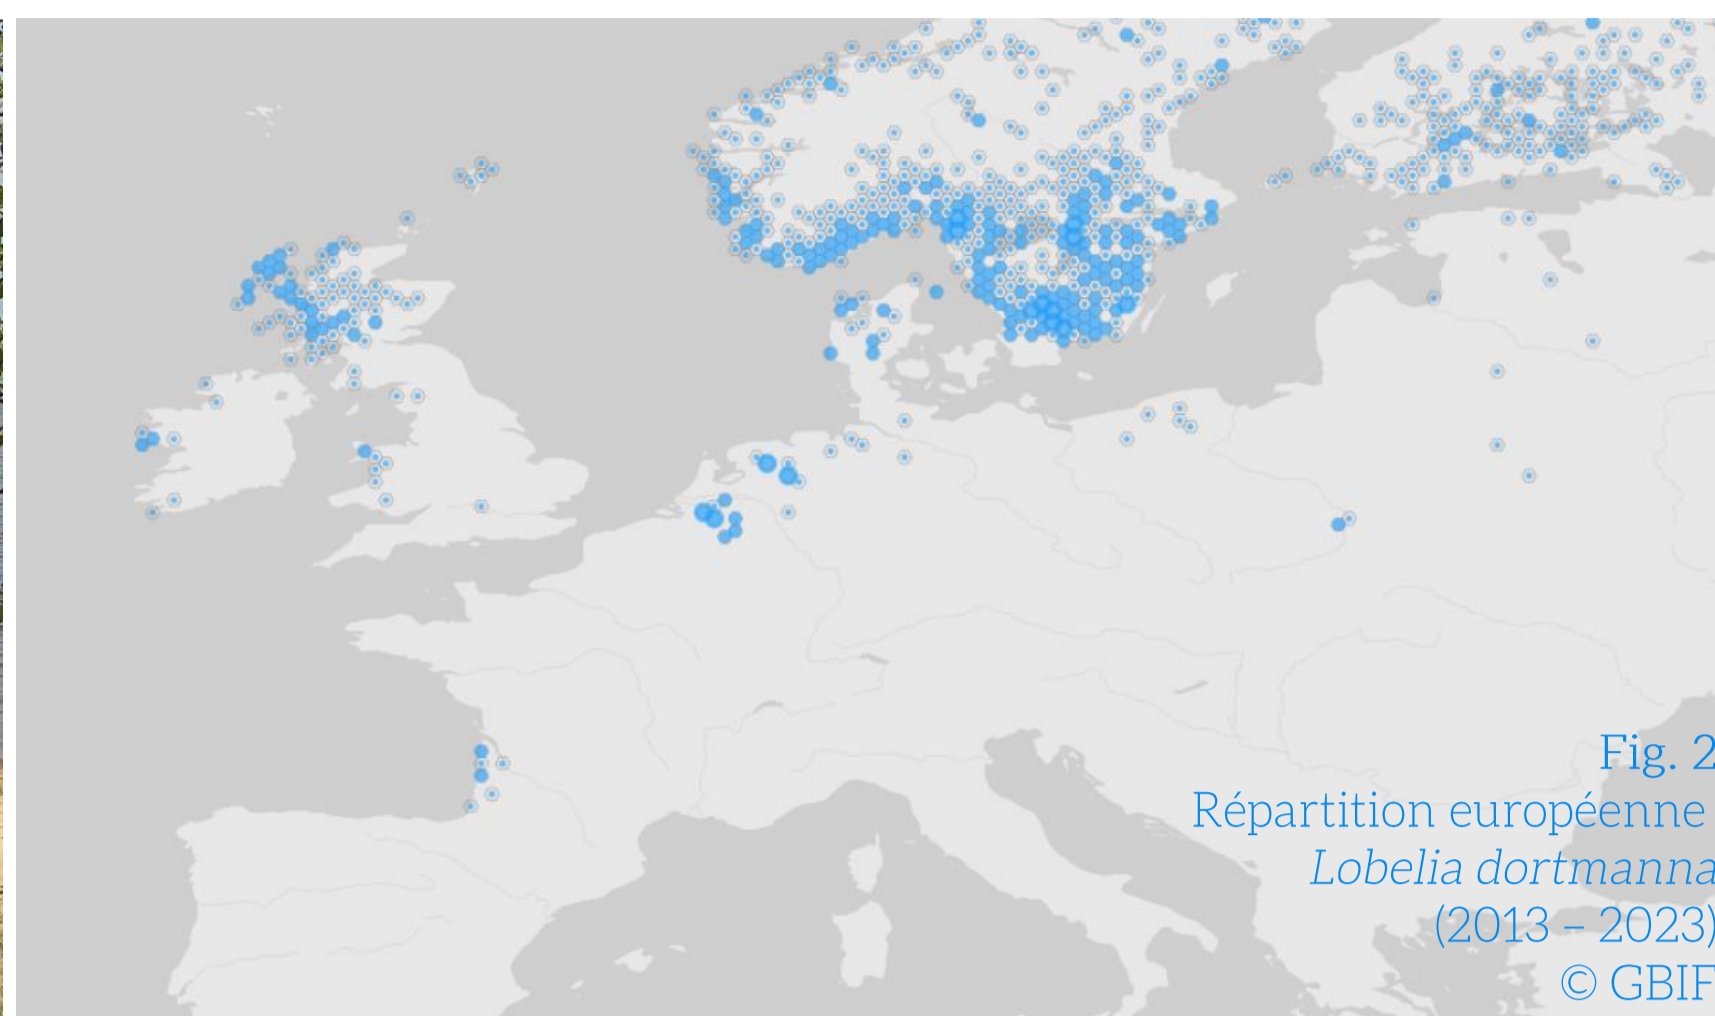 Fig. 2
Répartition européenne
Lobelia dortmanna
(2013 – 2023)
© GBIF